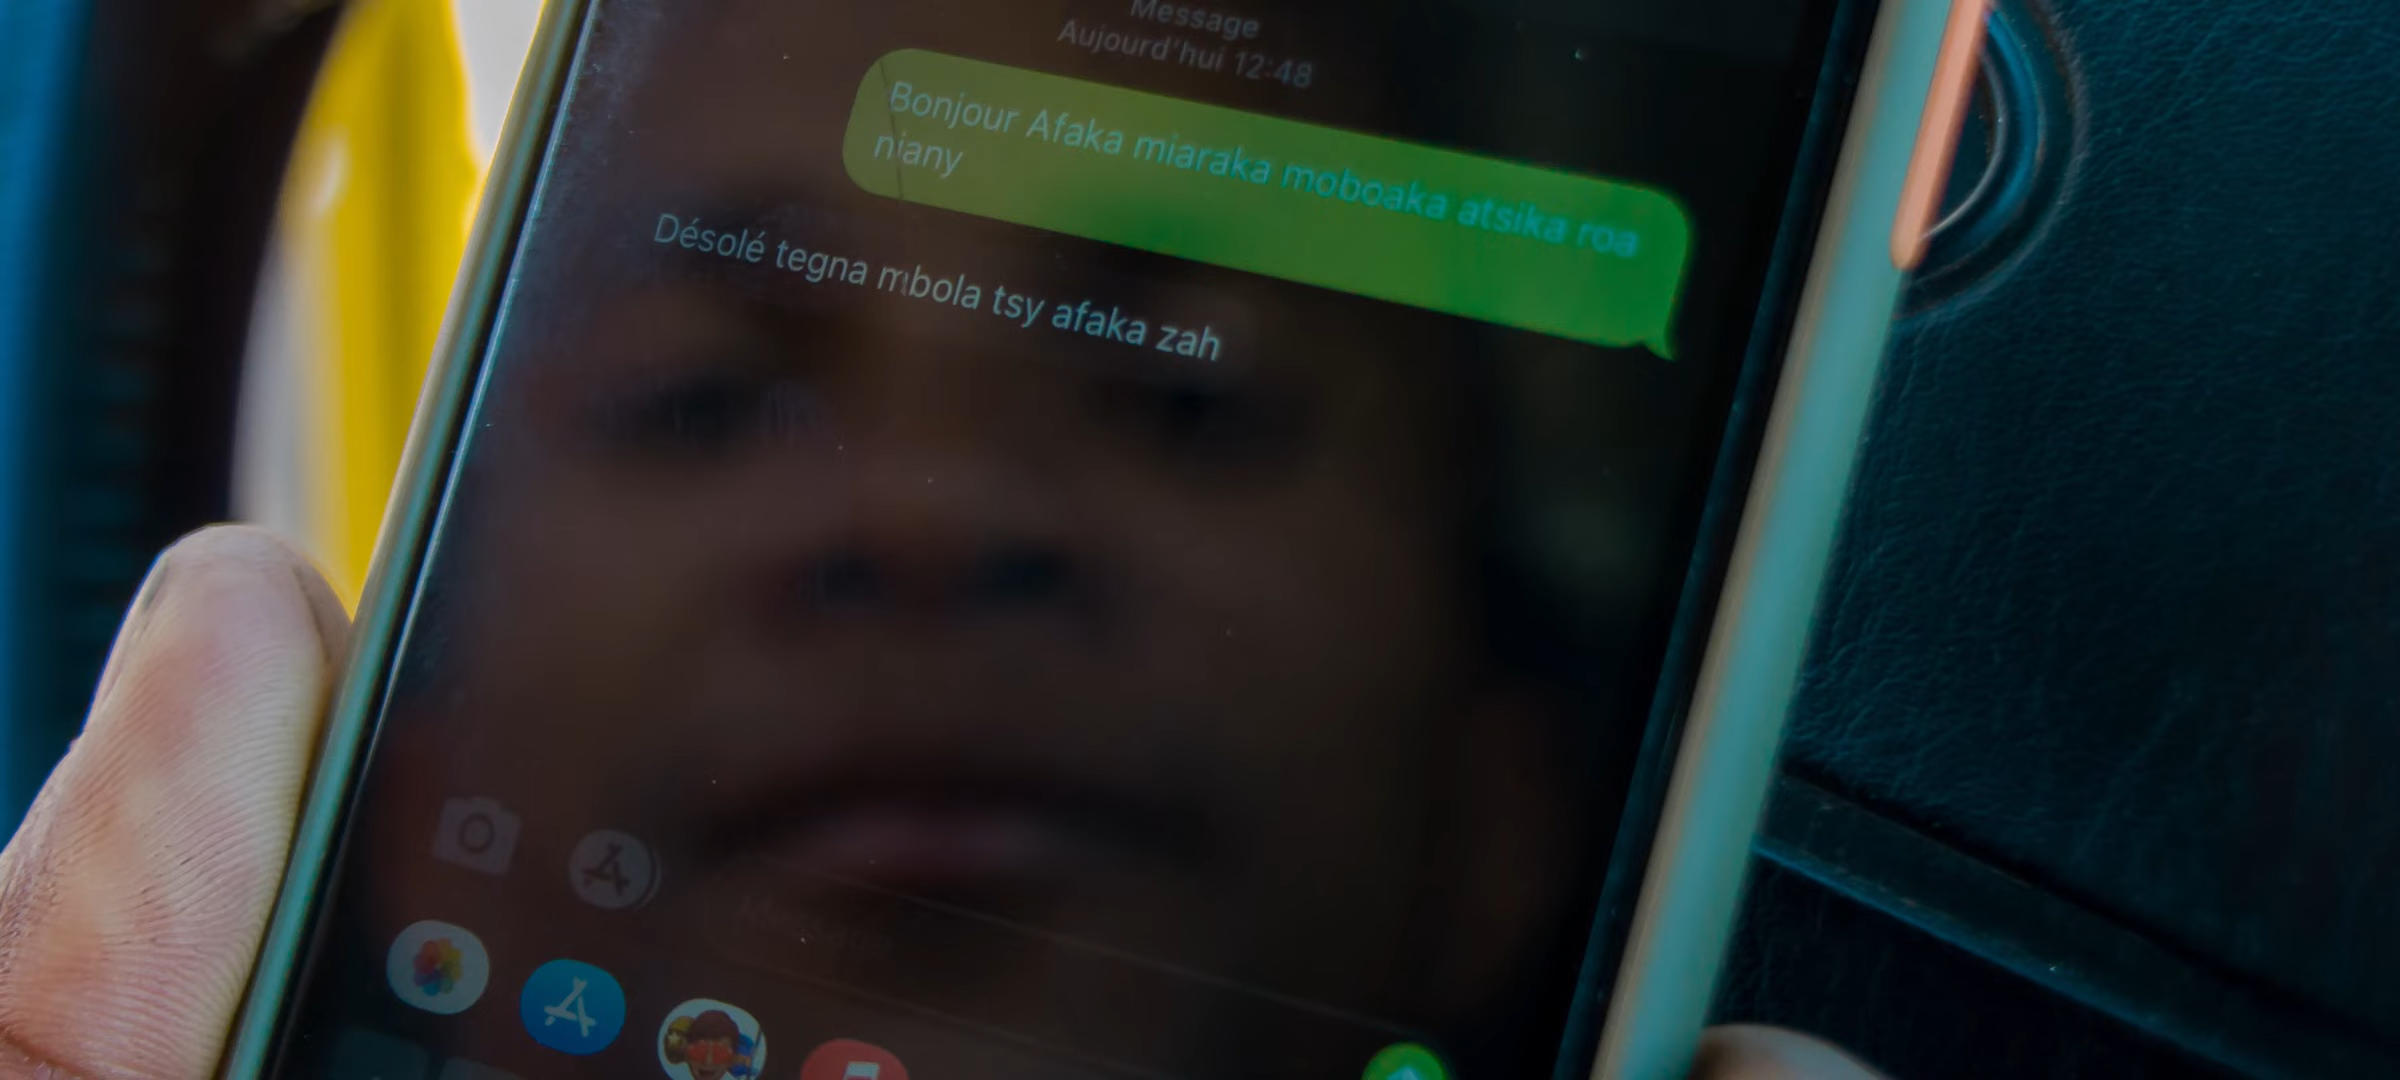 Message
Aujourd'hui 12:48
Bonjour Afaka miaraka moboaka atsika roa
niany
Désolé tegna mbola tsy afaka zah